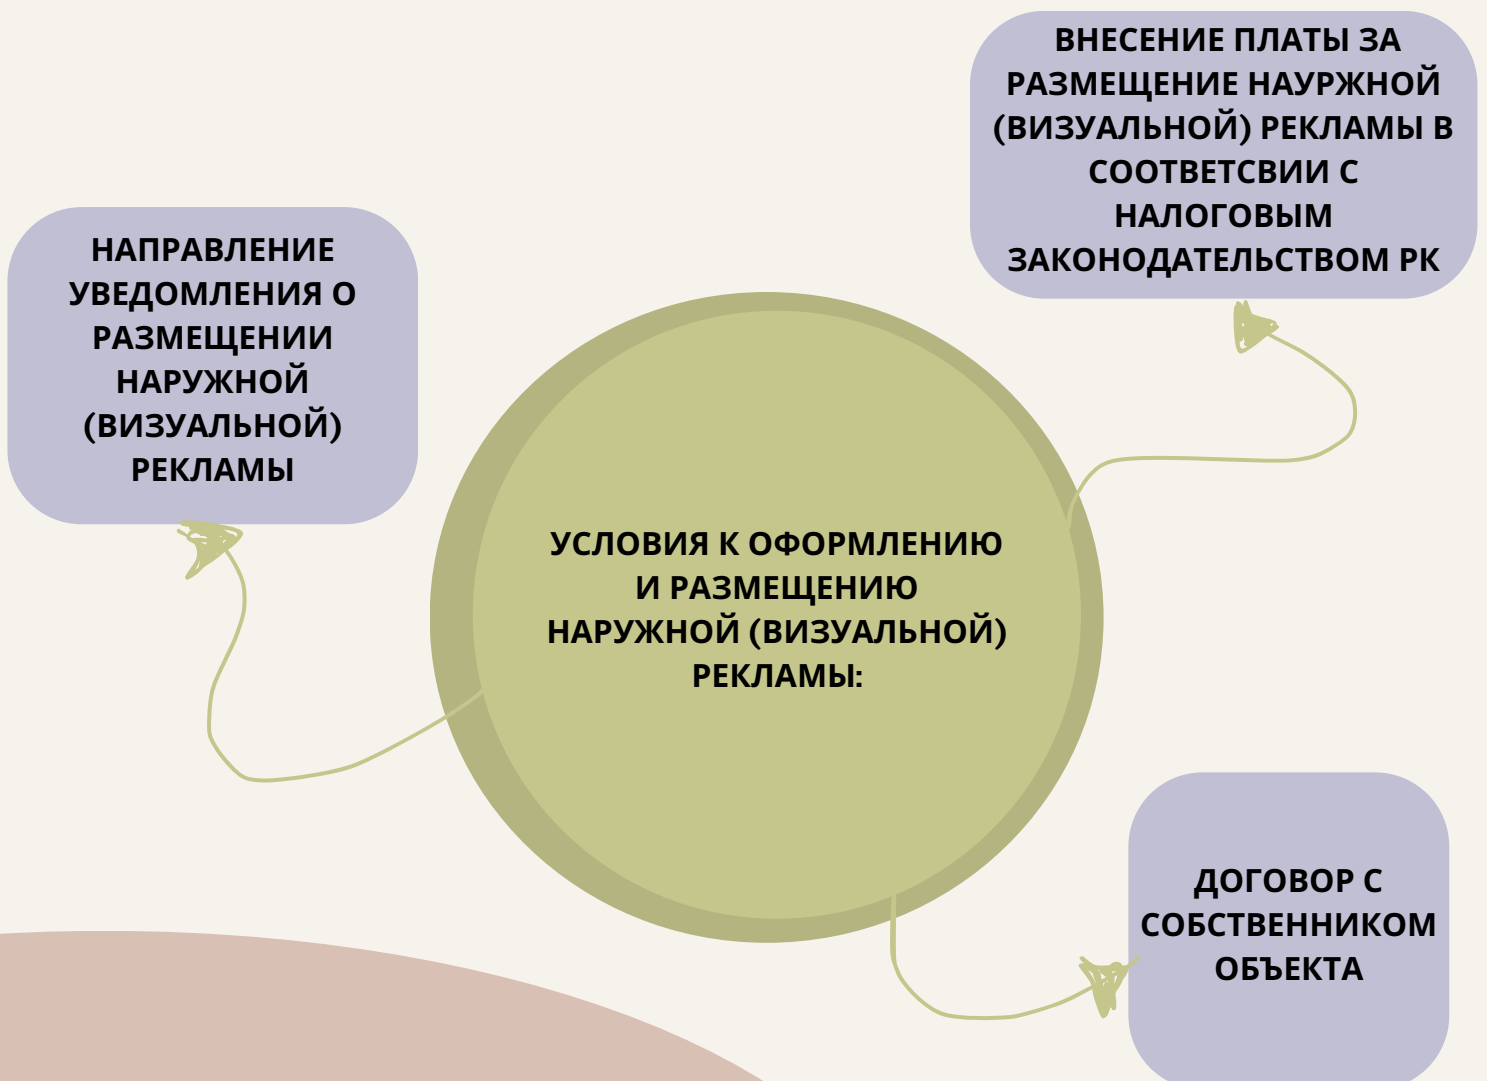 ВНЕСЕНИЕ ПЛАТЫ ЗА
РАЗМЕЩЕНИЕ НАУРЖНОЙ
(ВИЗУАЛЬНОЙ) РЕКЛАМЫ В
СООТВЕТСВИИ С
НАЛОГОВЫМ
ЗАКОНОДАТЕЛЬСТВОМ РК
НАПРАВЛЕНИЕ
УВЕДОМЛЕНИЯ О
РАЗМЕЩЕНИИ
НАРУЖНОЙ
(ВИЗУАЛЬНОЙ)
РЕКЛАМЫ
УСЛОВИЯ К ОФОРМЛЕНИЮ
И РАЗМЕЩЕНИЮ
НАРУЖНОЙ (ВИЗУАЛЬНОЙ)
РЕКЛАМЫ:
ДОГОВОР С
СОБСТВЕННИКОМ
ОБЪЕКТА